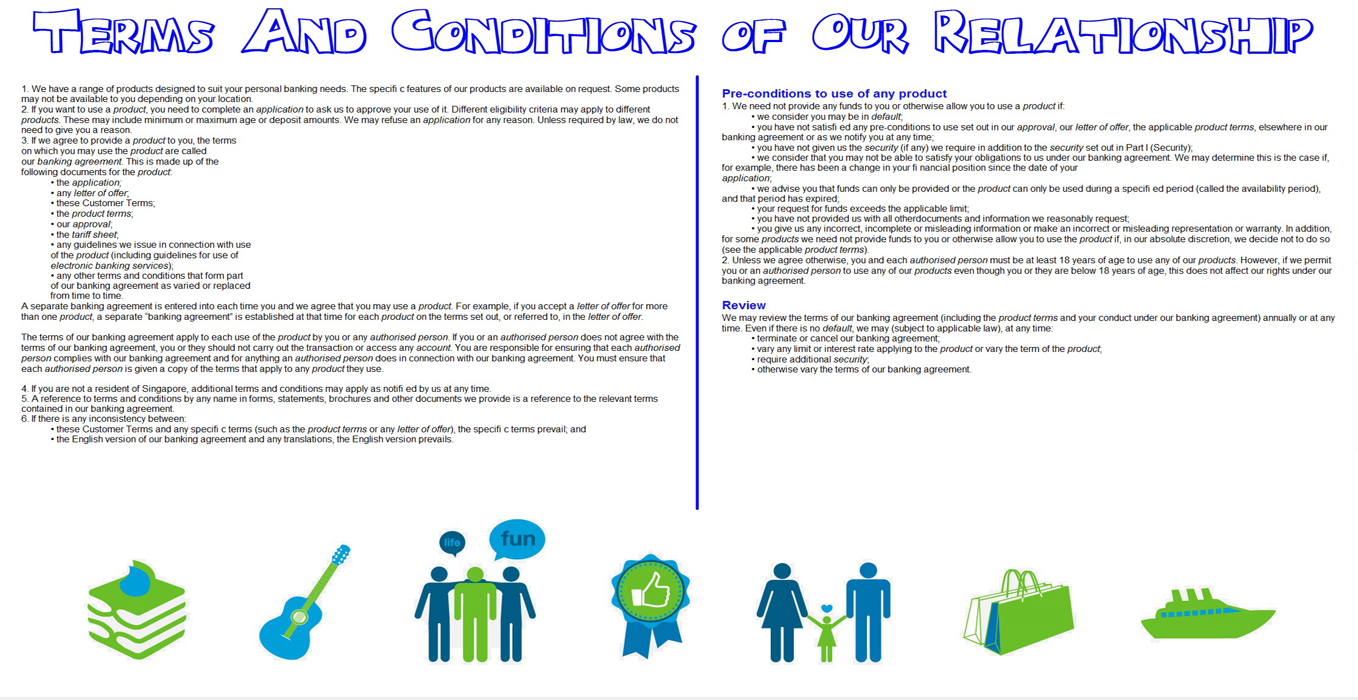 Terms And Conditions of Our Relationship
1. We have a range of products designed to suit your personal banking needs. The specifi c features of our products are available on request. Some products
may not be available to you depending on your location.
2. If you want to use a product, you need to complete an application to ask us to approve your use of it. Different eligibility criteria may apply to different
products. These may include minimum or maximum age or deposit amounts. We may refuse an application for any reason. Unless required by law, we do not
need to give you a reason.
3. If we agree to provide a product to you, the terms
on which you may use the product are called
our banking agreement. This is made up of the
following documents for the product:
• the application;
• any letter of offer;
• these Customer Terms;
• the product terms;
• our approval;
• the tariff sheet;
• any guidelines we issue in connection with use
of the product (including guidelines for use of
electronic banking services);
• any other terms and conditions that form part
of our banking agreement as varied or replaced
from time to time.
A separate banking agreement is entered into each time you and we agree that you may use a product. For example, if you accept a letter of offer for more
than one product, a separate "banking agreement" is established at that time for each product on the terms set out, or referred to, in the letter of offer.
The terms of our banking agreement apply to each use of the product by you or any authorised person. If you or an authorised person does not agree with the
terms of our banking agreement, you or they should not carry out the transaction or access any account. You are responsible for ensuring that each authorised
person complies with our banking agreement and for anything an authorised person does in connection with our banking agreement. You must ensure that
each authorised person is given a copy of the terms that apply to any product they use.
4. If you are not a resident of Singapore, additional terms and conditions may apply as notifi ed by us at any time.
5. A reference to terms and conditions by any name in forms, statements, brochures and other documents we provide is a reference to the relevant terms
contained in our banking agreement.
6. If there is any inconsistency between:
• these Customer Terms and any specifi c terms (such as the product terms or any letter of offer), the specifi c terms prevail; and
• the English version of our banking agreement and any translations, the English version prevails.
Pre-conditions to use of any product
1. We need not provide any funds to you or otherwise allow you to use a product if:
• we consider you may be in default;
• you have not satisfi ed any pre-conditions to use set out in our approval, our letter of offer, the applicable product terms, elsewhere in our
banking agreement or as we notify you at any time;
• you have not given us the security (if any) we require in addition to the security set out in Part I (Security);
• we consider that you may not be able to satisfy your obligations to us under our banking agreement. We may determine this is the case if,
for example, there has been a change in your fi nancial position since the date of your
application;
• we advise you that funds can only be provided or the product can only be used during a specifi ed period (called the availability period),
and that period has expired;
• your request for funds exceeds the applicable limit;
• you have not provided us with all otherdocuments and information we reasonably request;
• you give us any incorrect, incomplete or misleading information or make an incorrect or misleading representation or warranty. In addition,
for some products we need not provide funds to you or otherwise allow you to use the product if, in our absolute discretion, we decide not to do so
(see the applicable product terms).
2. Unless we agree otherwise, you and each authorised person must be at least 18 years of age to use any of our products. However, if we permit
you or an authorised person to use any of our products even though you or they are below 18 years of age, this does not affect our rights under our
banking agreement.
Review
We may review the terms of our banking agreement (including the product terms and your conduct under our banking agreement) annually or at any
time. Even if there is no default, we may (subject to applicable law), at any time:
• terminate or cancel our banking agreement;
• vary any limit or interest rate applying to the product or vary the term of the product;
• require additional security;
• otherwise vary the terms of our banking agreement.
life
fun